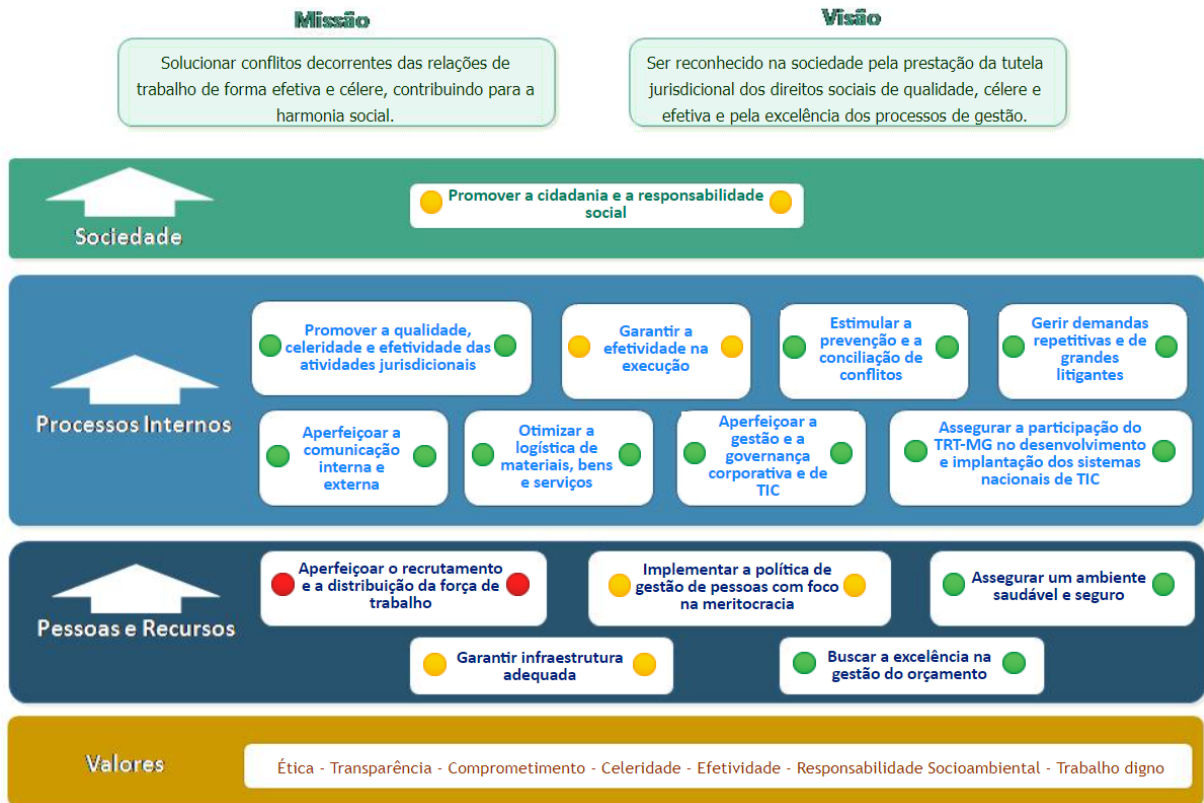 Missão
Solucionar conflitos decorrentes das relações de
trabalho de forma efetiva e célere, contribuindo para a
harmonia social.
Visão
Ser reconhecido na sociedade pela prestação da tutela
jurisdicional dos direitos sociais de qualidade, célere e
efetiva e pela excelência dos processos de gestão.
Sociedade
Promover a cidadania e a responsabilidade
social
Processos Internos
Promover a qualidade,
celeridade e efetividade das
atividades jurisdicionais
Garantir a
efetividade na
execução
Estimular a
prevenção e a
conciliação de
conflitos
Gerir demandas
repetitivas e de
grandes
litigantes
Aperfeiçoar a
comunicação
interna e
externa
Otimizar a
logística de
materiais, bens
e serviços
Aperfeiçoar a
gestão e a
governança
corporativa e de
TIC
Assegurar a participação do
TRT-MG no desenvolvimento
e implantação dos sistemas
nacionais de TIC
Pessoas e Recursos
Aperfeiçoar o recrutamento
e a distribuição da força de
trabalho
Implementar a política de
gestão de pessoas com foco
na meritocracia
Assegurar um ambiente
saudável e seguro
Garantir infraestrutura
adequada
Buscar a excelência na
gestão do orçamento
Valores
Ética - Transparência - Comprometimento - Celeridade - Efetividade - Responsabilidade Socioambiental - Trabalho digno